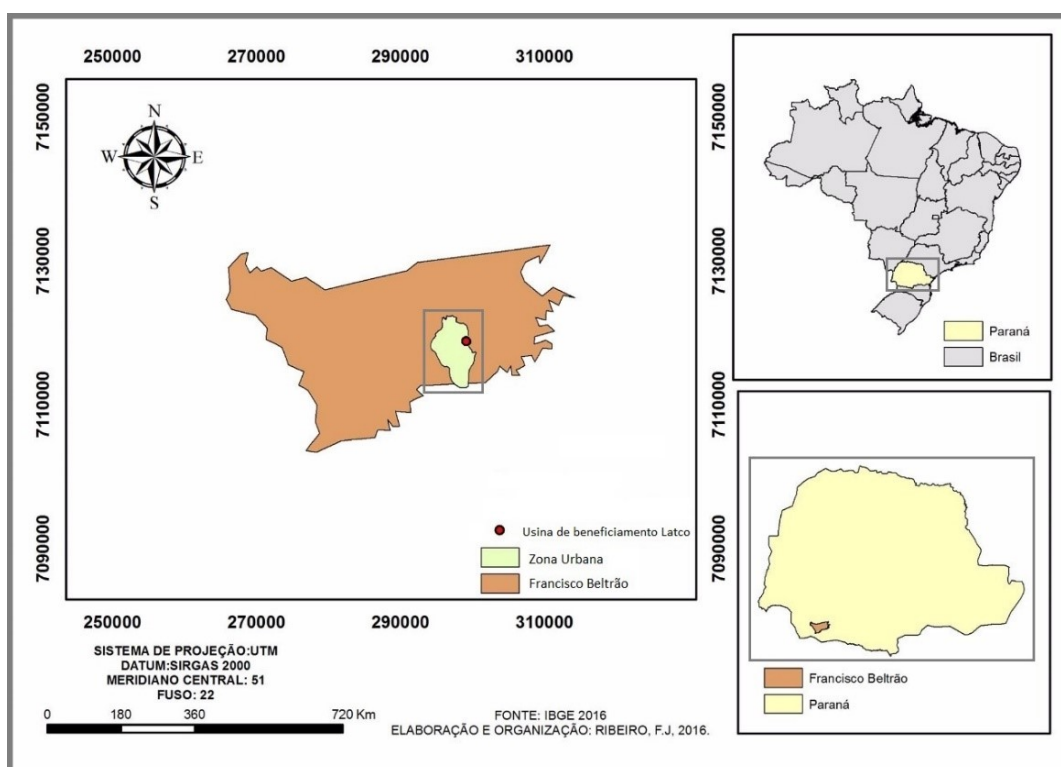 250000 270000 290000 310000
7150000
7130000
7110000
7090000
N
W E
S
Usina de beneficiamento Latco
Zona Urbana
Francisco Beltrão
250000 270000 290000 310000
7150000
7130000
7110000
7090000
SISTEMA DE PROJEÇÃO:UTM
DATUM:SIRGAS 2000
MERIDIANO CENTRAL: 51
FUSO: 22
0 180 360 720 Km
FONTE: IBGE 2016
ELABORAÇÃO E ORGANIZAÇÃO: RIBEIRO, F.J, 2016.
Paraná
Brasil
Francisco Beltrão
Paraná